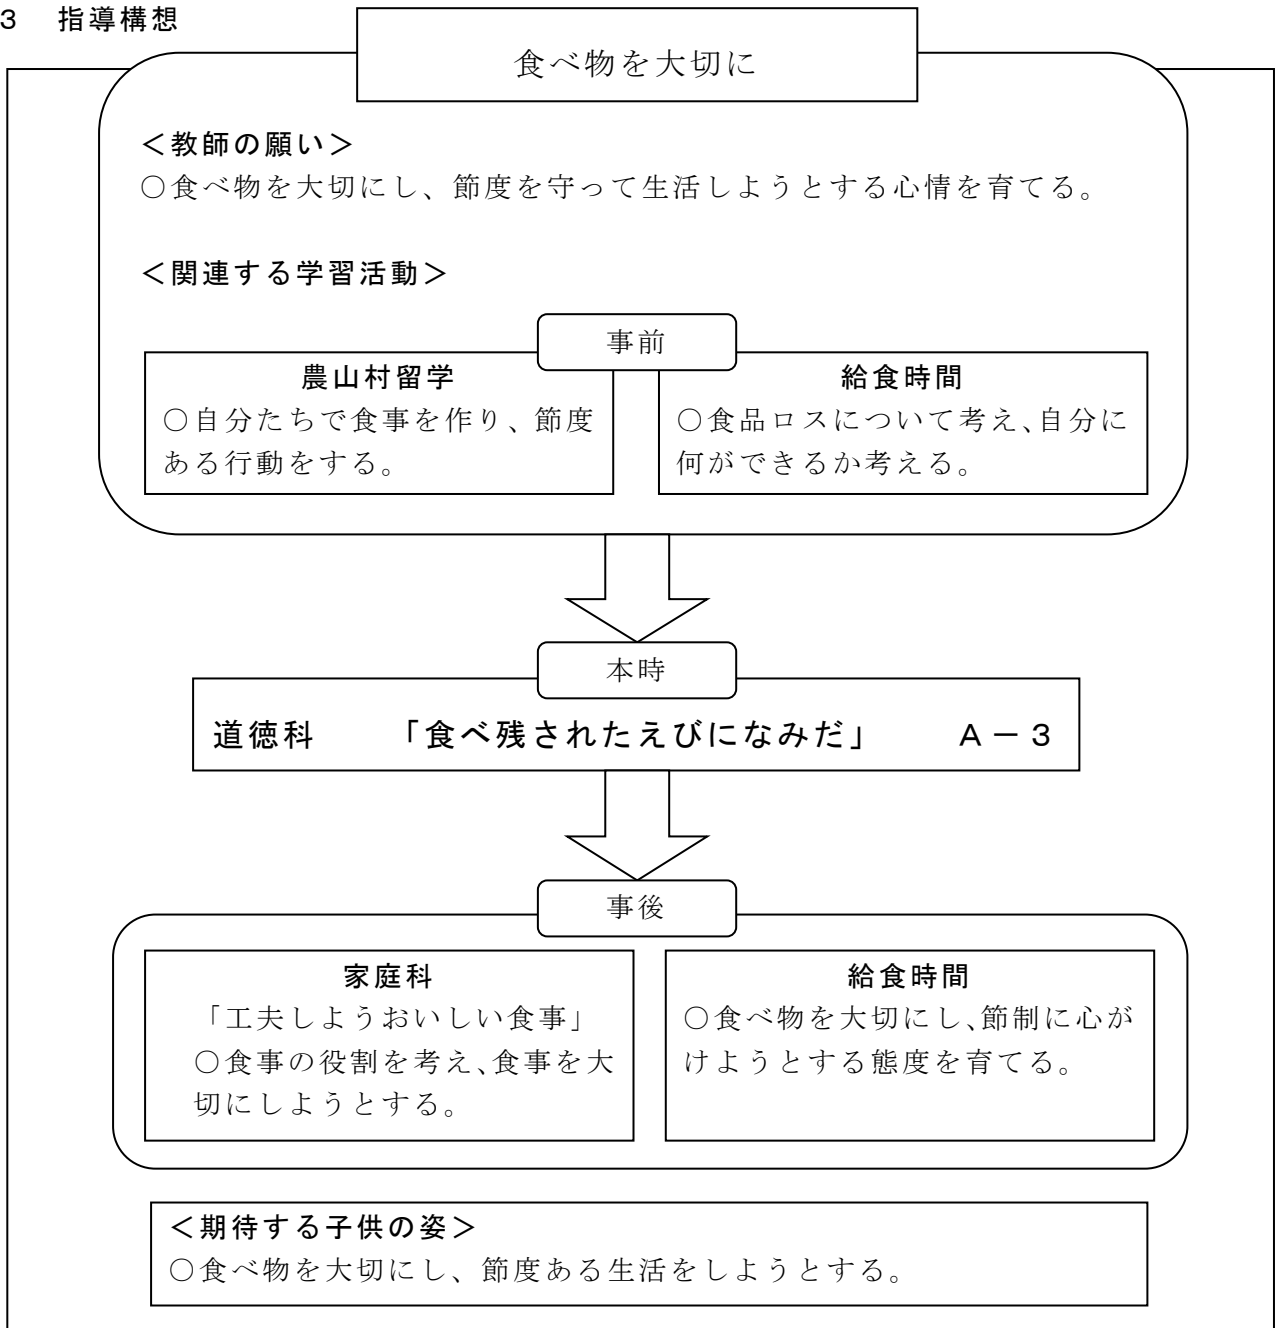 3　指導構想
食べ物を大切に
＜教師の願い＞
○食べ物を大切にし、節度を守って生活しようとする心情を育てる。
＜関連する学習活動＞
事前
農山村留学
○自分たちで食事を作り、節度
ある行動をする。
給食時間
○食品ロスについて考え、自分に
何ができるか考える。
本時
道徳科　「食べ残されたえびになみだ」　A－3
事後
家庭科
「工夫しようおいしい食事」
○食事の役割を考え、食事を大
切にしようとする。
給食時間
○食べ物を大切にし、節制に心が
けようとする態度を育てる。
＜期待する子供の姿＞
○食べ物を大切にし、節度ある生活をしようとする。